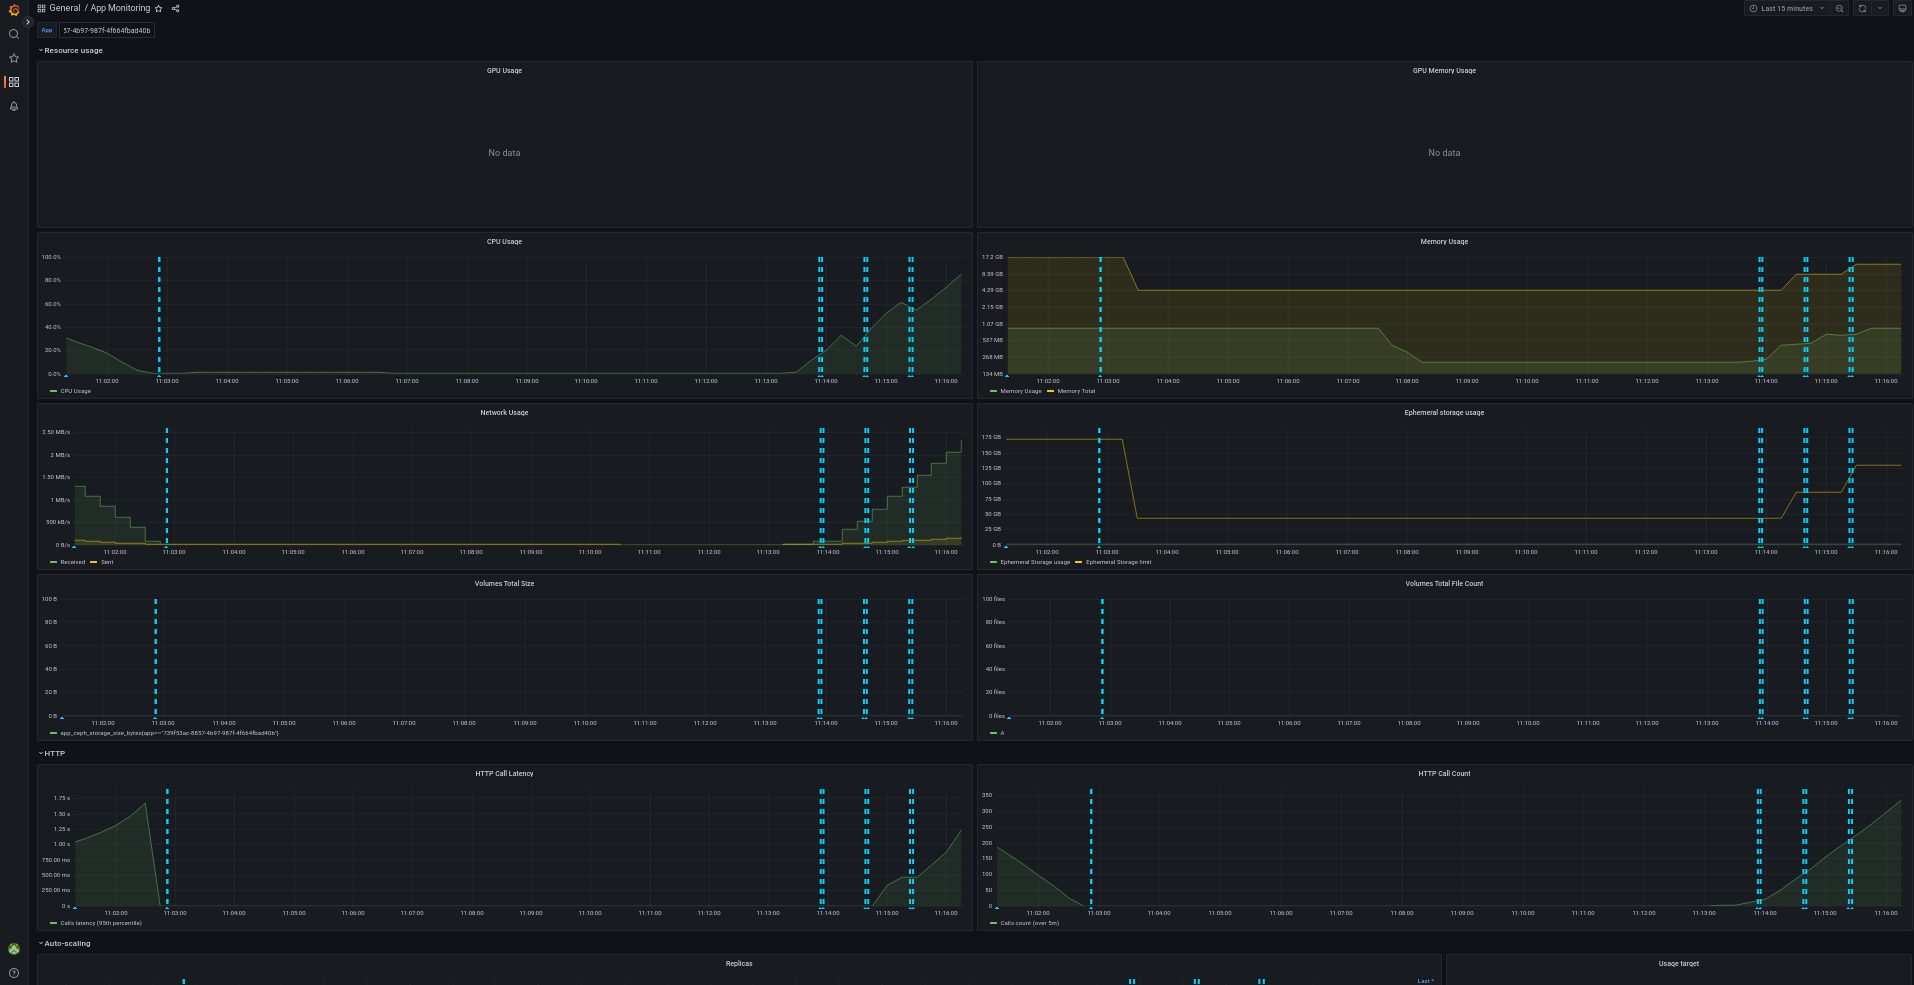 General / App Monitoring
Last 15 minutes
App 57-4b97-987f-4f664fbad40b
Resource usage
GPU Usage
No data
GPU Memory Usage
No data
CPU Usage
100.0%
80.0%
60.0%
40.0%
20.0%
0.0%
11:02:00 11:03:00 11:04:00 11:05:00 11:06:00 11:07:00 11:08:00 11:09:00 11:10:00 11:11:00 11:12:00 11:13:00 11:14:00 11:15:00 11:16:00
CPU Usage
Memory Usage
17.2 GB
8.59 GB
4.29 GB
2.15 GB
1.07 GB
537 MB
268 MB
134 MB
11:02:00 11:03:00 11:04:00 11:05:00 11:06:00 11:07:00 11:08:00 11:09:00 11:10:00 11:11:00 11:12:00 11:13:00 11:14:00 11:15:00 11:16:00
Memory Usage Memory Total
Network Usage
2.50 MB/s
2 MB/s
1.50 MB/s
1 MB/s
500 kB/s
0 B/s
11:02:00 11:03:00 11:04:00 11:05:00 11:06:00 11:07:00 11:08:00 11:09:00 11:10:00 11:11:00 11:12:00 11:13:00 11:14:00 11:15:00 11:16:00
Received Sent
Ephemeral storage usage
175 GB
150 GB
125 GB
100 GB
75 GB
50 GB
25 GB
0 B
11:02:00 11:03:00 11:04:00 11:05:00 11:06:00 11:07:00 11:08:00 11:09:00 11:10:00 11:11:00 11:12:00 11:13:00 11:14:00 11:15:00 11:16:00
Ephemeral Storage usage Ephemeral Storage limit
Volumes Total Size
100 B
80 B
60 B
40 B
20 B
0 B
11:02:00 11:03:00 11:04:00 11:05:00 11:06:00 11:07:00 11:08:00 11:09:00 11:10:00 11:11:00 11:12:00 11:13:00 11:14:00 11:15:00 11:16:00
app_ceph_storage_size_bytes{app=~"739f53ac-8857-4b97-987f-4f664fbad40b"}
Volumes Total File Count
100 files
80 files
60 files
40 files
20 files
0 files
11:02:00 11:03:00 11:04:00 11:05:00 11:06:00 11:07:00 11:08:00 11:09:00 11:10:00 11:11:00 11:12:00 11:13:00 11:14:00 11:15:00 11:16:00
A
HTTP
HTTP Call Latency
1.75 s
1.50 s
1.25 s
1.00 s
750.00 ms
500.00 ms
250.00 ms
0 s
11:02:00 11:03:00 11:04:00 11:05:00 11:06:00 11:07:00 11:08:00 11:09:00 11:10:00 11:11:00 11:12:00 11:13:00 11:14:00 11:15:00 11:16:00
Calls latency (95th percentile)
HTTP Call Count
350
300
250
200
150
100
50
0
11:02:00 11:03:00 11:04:00 11:05:00 11:06:00 11:07:00 11:08:00 11:09:00 11:10:00 11:11:00 11:12:00 11:13:00 11:14:00 11:15:00 11:16:00
Calls count (over 5m)
Auto-scaling
Replicas
Last *
Usage target